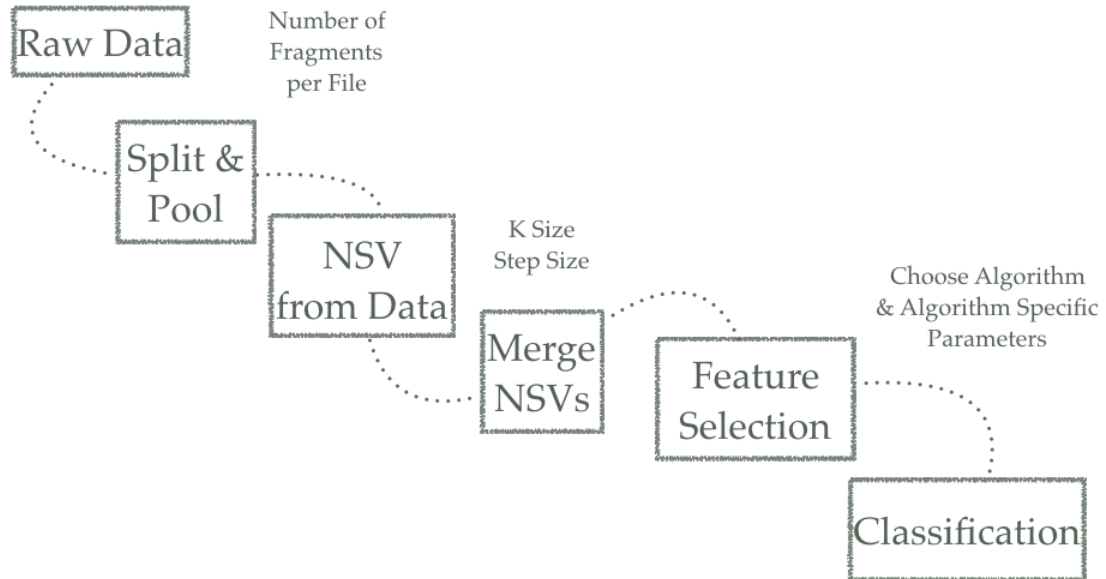 Raw Data
Number of
Fragments
per File
Split &
Pool
NSV
from Data
K Size
Step Size
Merge
NSVs
Feature
Selection
Choose Algorithm
& Algorithm Specific
Parameters
Classification